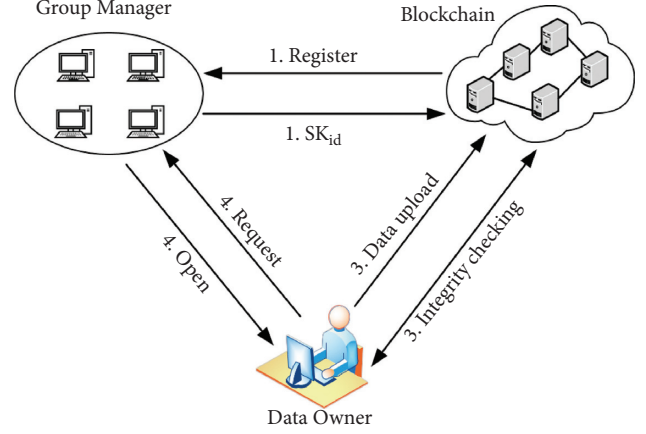 Group Manager
Blockchain
1. Register
1. SK_id
4. Request
4. Open
3. Data upload
3. Integrity checking
Data Owner